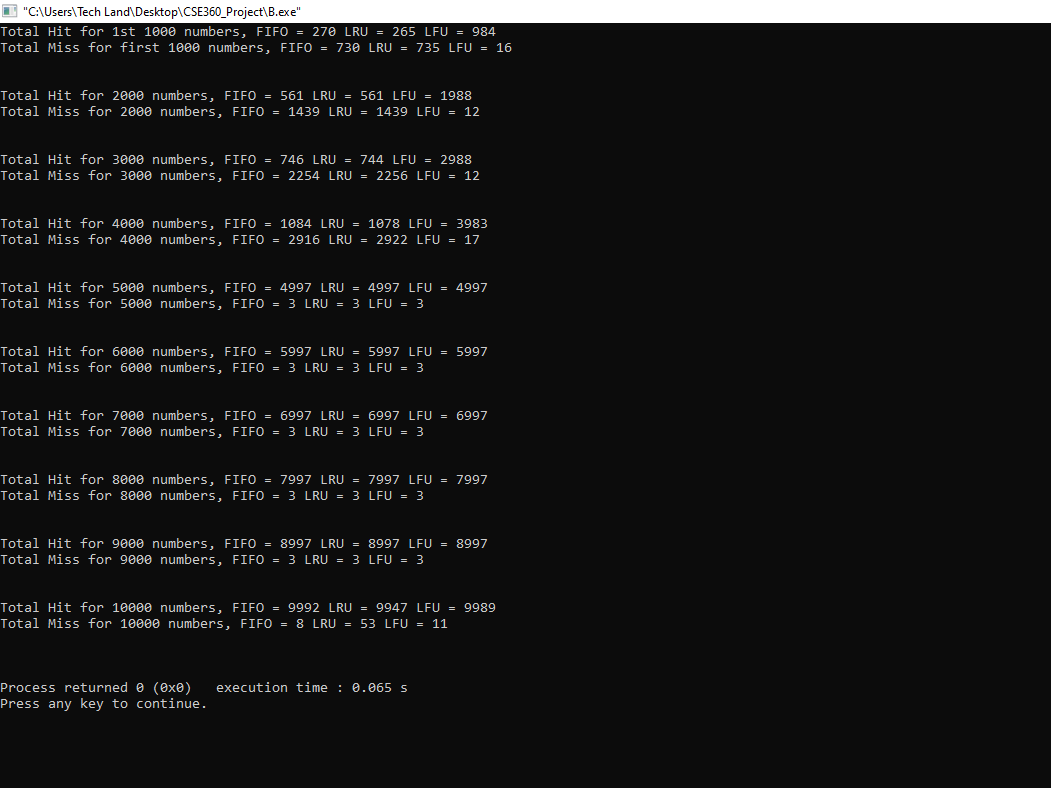 "C:\Users\Tech Land\Desktop\CSE360_Project\B.exe"
Total Hit for 1st 1000 numbers, FIFO = 270 LRU = 265 LFU = 984
Total Miss for first 1000 numbers, FIFO = 730 LRU = 735 LFU = 16
Total Hit for 2000 numbers, FIFO = 561 LRU = 561 LFU = 1988
Total Miss for 2000 numbers, FIFO = 1439 LRU = 1439 LFU = 12
Total Hit for 3000 numbers, FIFO = 746 LRU = 744 LFU = 2988
Total Miss for 3000 numbers, FIFO = 2254 LRU = 2256 LFU = 12
Total Hit for 4000 numbers, FIFO = 1084 LRU = 1078 LFU = 3983
Total Miss for 4000 numbers, FIFO = 2916 LRU = 2922 LFU = 17
Total Hit for 5000 numbers, FIFO = 4997 LRU = 4997 LFU = 4997
Total Miss for 5000 numbers, FIFO = 3 LRU = 3 LFU = 3
Total Hit for 6000 numbers, FIFO = 5997 LRU = 5997 LFU = 5997
Total Miss for 6000 numbers, FIFO = 3 LRU = 3 LFU = 3
Total Hit for 7000 numbers, FIFO = 6997 LRU = 6997 LFU = 6997
Total Miss for 7000 numbers, FIFO = 3 LRU = 3 LFU = 3
Total Hit for 8000 numbers, FIFO = 7997 LRU = 7997 LFU = 7997
Total Miss for 8000 numbers, FIFO = 3 LRU = 3 LFU = 3
Total Hit for 9000 numbers, FIFO = 8997 LRU = 8997 LFU = 8997
Total Miss for 9000 numbers, FIFO = 3 LRU = 3 LFU = 3
Total Hit for 10000 numbers, FIFO = 9992 LRU = 9947 LFU = 9989
Total Miss for 10000 numbers, FIFO = 8 LRU = 53 LFU = 11
Process returned 0 (0x0)   execution time : 0.065 s
Press any key to continue.